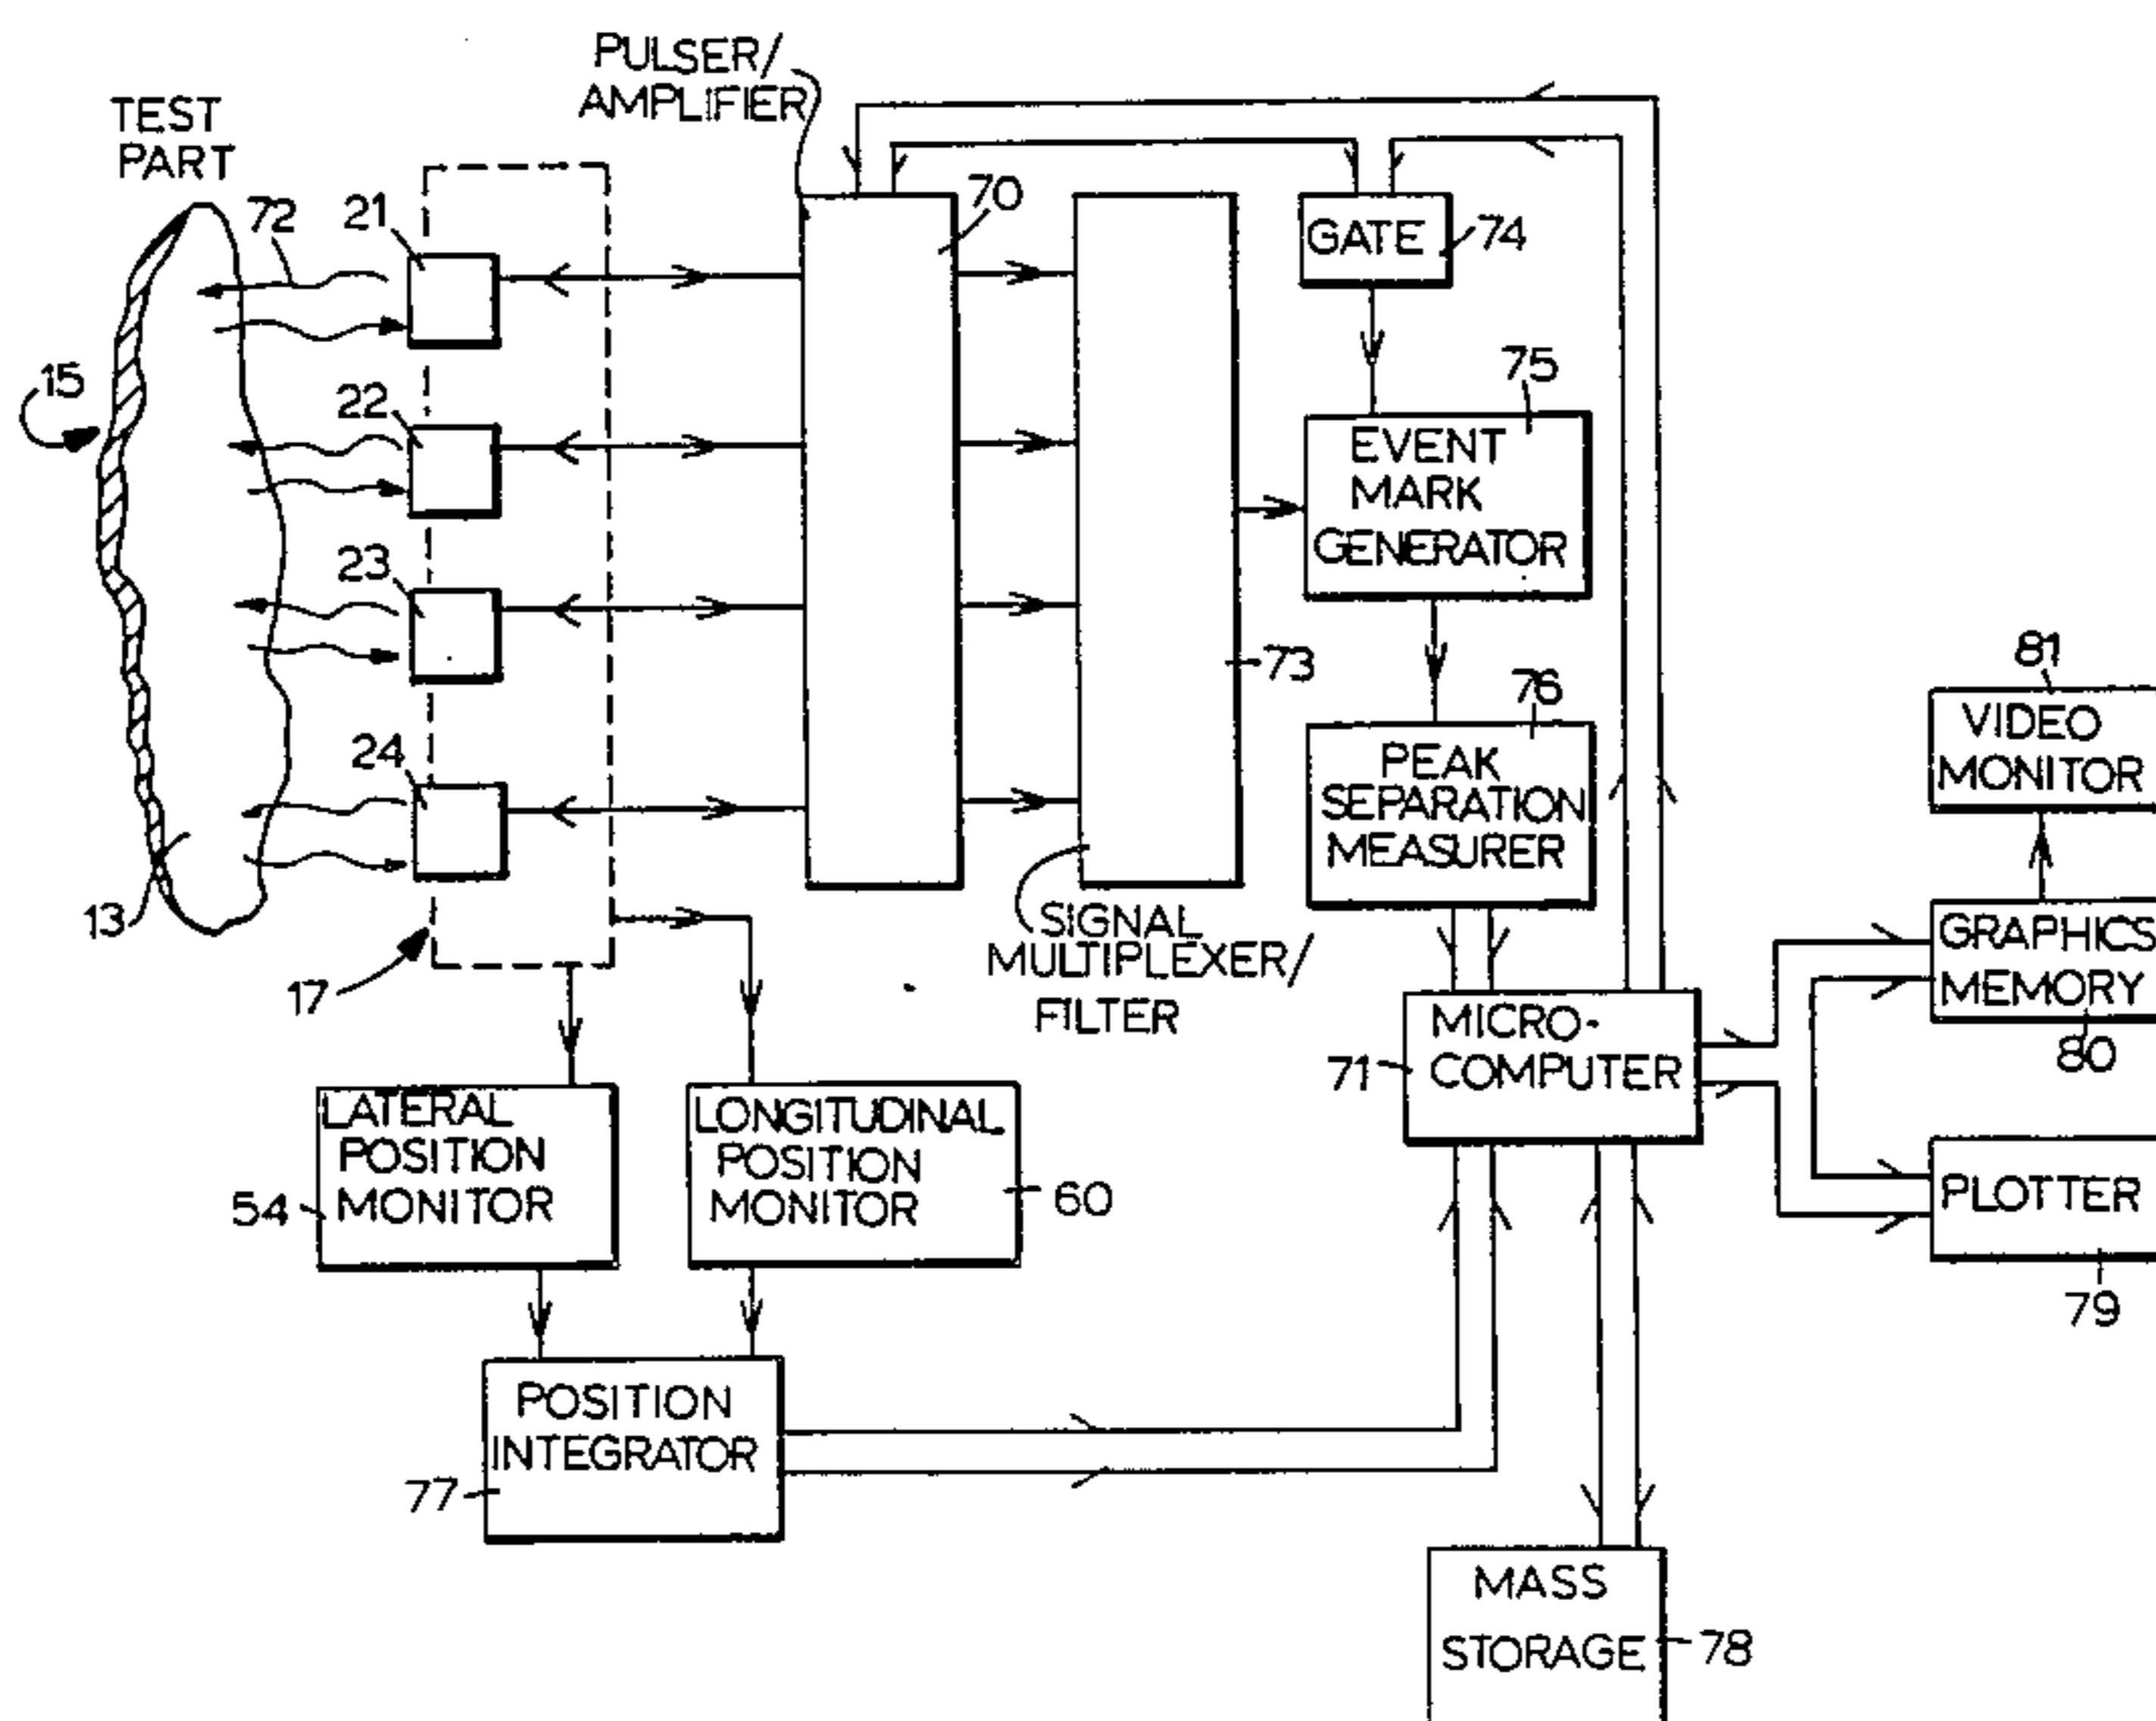 PULSER/
AMPLIFIER
TEST
PART
72
21
70
GATE
74
15
22
75
EVENT
MARK
GENERATOR
23
73
76
81
VIDEO
MONITOR
24
PEAK
SEPARATION
MEASURER
13
17
SIGNAL
MULTIPLEXER/
FILTER
GRAPHICS
MEMORY
80
71
MICRO-
COMPUTER
LATERAL
POSITION
MONITOR
54
LONGITUDINAL
POSITION
MONITOR
60
PLOTTER
79
POSITION
INTEGRATOR
77
MASS
STORAGE
78